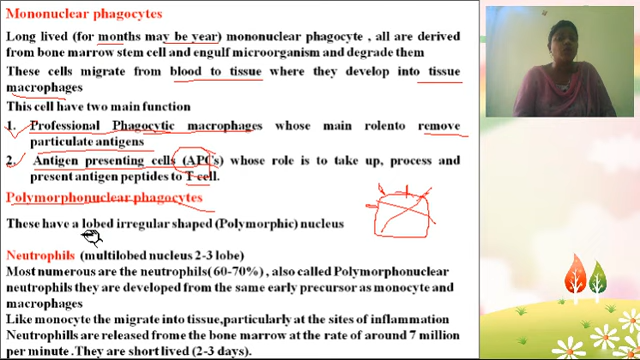 Mononuclear phagocytes
Long lived (for months may be year) mononuclear phagocyte , all are derived
from bone marrow stem cell and engulf microorganism and degrade them
These cells migrate from blood to tissue where they develop into tissue
macrophages
This cell have two main function
1. Professional Phagocytic macrophages whose main rolento remove
particulate antigens
2. Antigen presenting cells (APCs) whose role is to take up, process and
present antigen peptides to T cell.
Polymorphonuclear phagocytes
These have a lobed irregular shaped (Polymorphic) nucleus
Neutrophils (multilobed nucleus 2-3 lobe)
Most numerous are the neutrophils(60-70%) , also called Polymorphonuclear
neutrophils they are developed from the same early precursor as monocyte and
macrophages
Like monocyte the migrate into tissue,particularly at the sites of inflammation
Neutrophills are released frome the bone marrow at the rate of around 7 million
per minute .They are short lived (2-3 days).